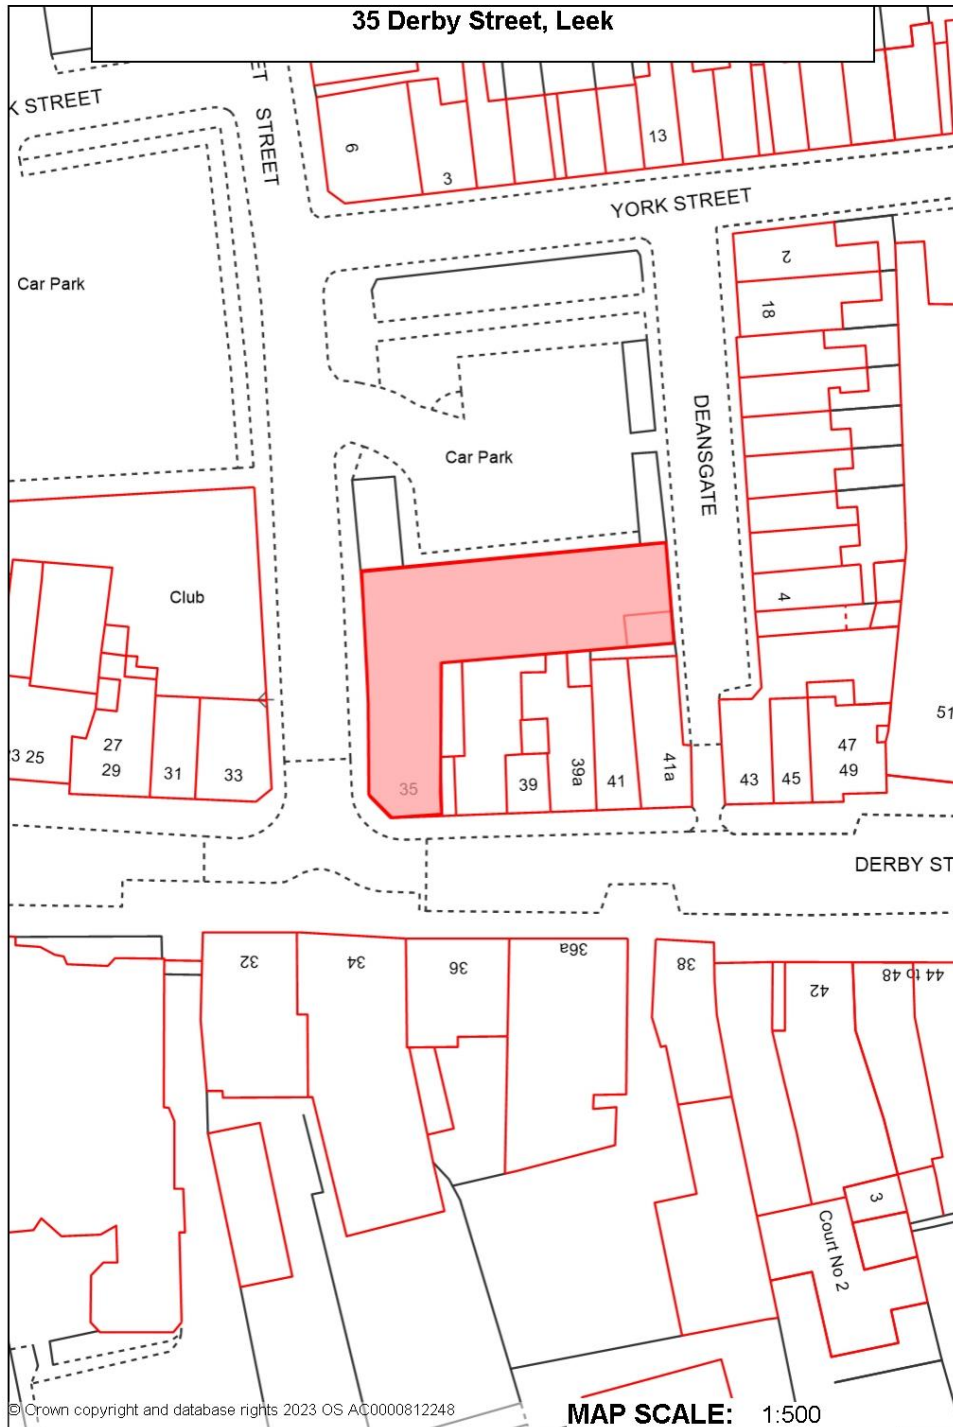 35 Derby Street, Leek
K STREET
ET
STREET
6
3
13
YORK STREET
Car Park
2
18
DEANSGATE
Car Park
Club
4
51
3 25
27
29
31
33
35
39
39a
41
41a
43
45
47
49
DERBY ST
32
34
36
36a
38
42
44 to 48
3
Court No 2
© Crown copyright and database rights 2023 OS AC0000812248
MAP SCALE: 1:500